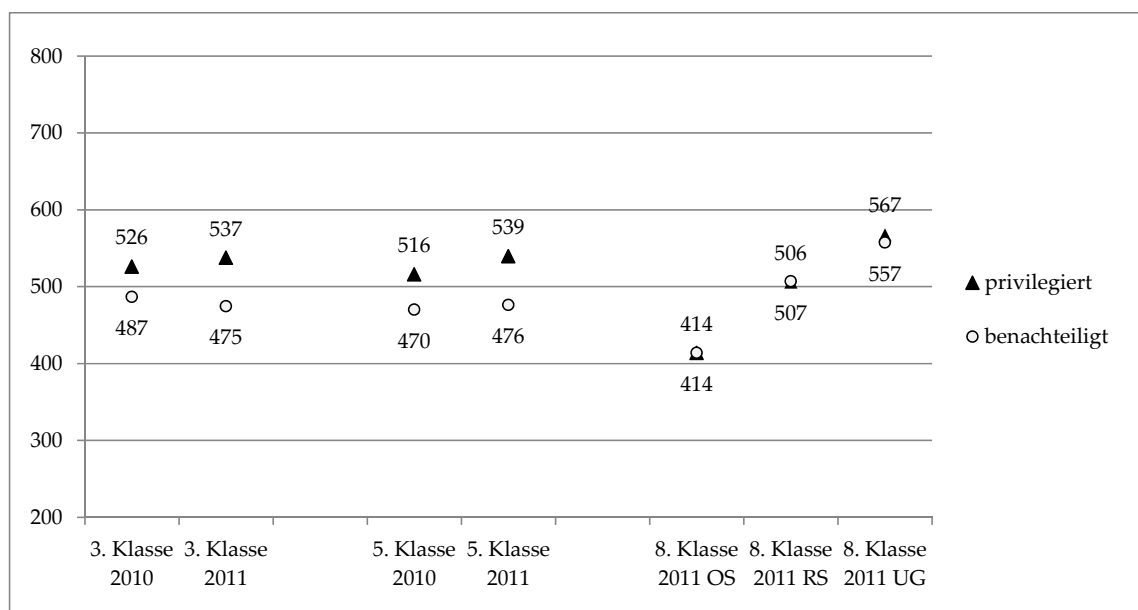 800
700
600
500
400
300
200
526
537
516
539
414
506
567
487
475
470
476
414
507
557
3. Klasse
2010
3. Klasse
2011
5. Klasse
2010
5. Klasse
2011
8. Klasse
2011 OS
8. Klasse
2011 RS
8. Klasse
2011 UG
privilegiert
benachteiligt